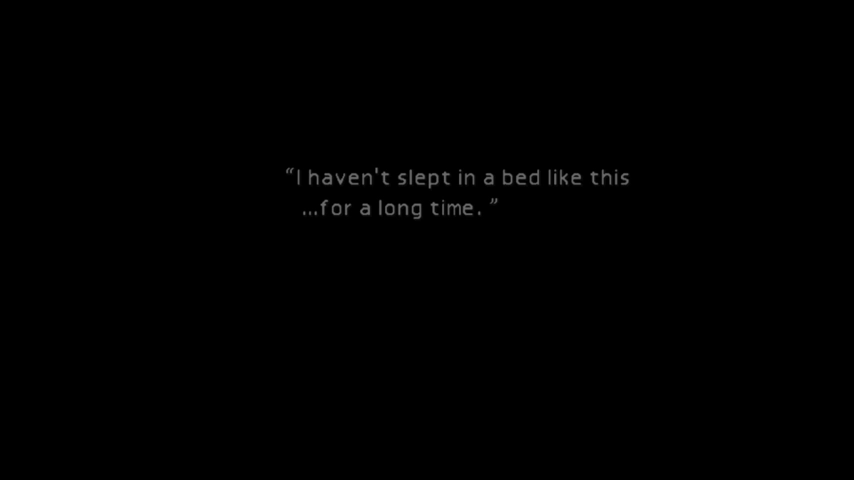 “I haven't slept in a bed like this
...for a long time. ”